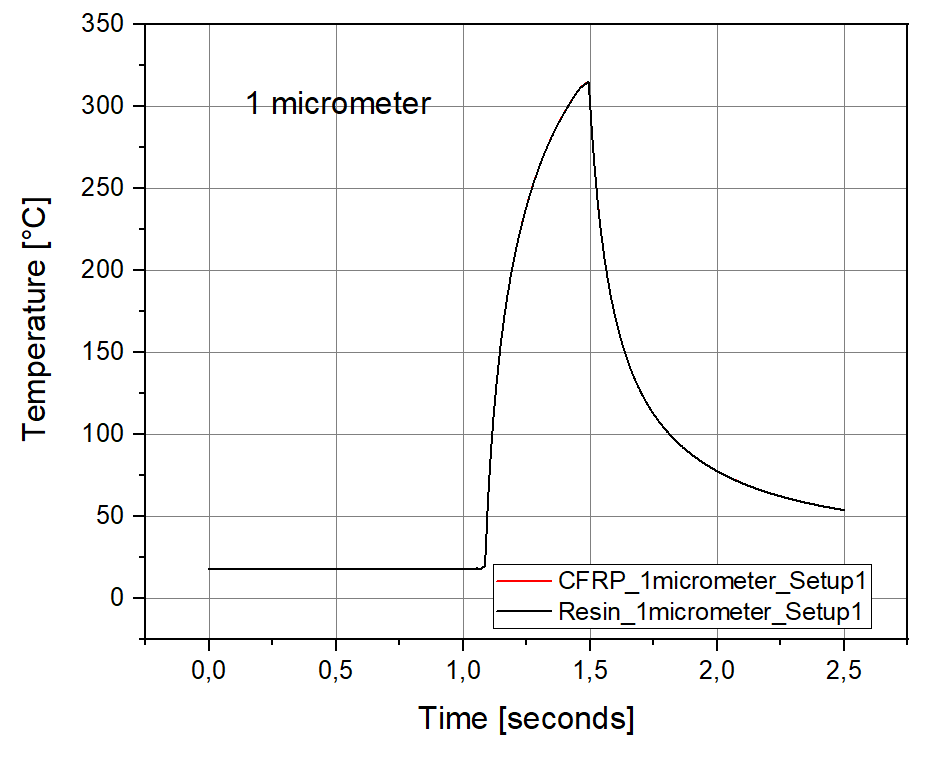 350
300
250
200
150
100
50
0
Temperature [°C]
1 micrometer
CFRP_1micrometer_Setup1
Resin_1micrometer_Setup1
0,0 0,5 1,0 1,5 2,0 2,5
Time [seconds]